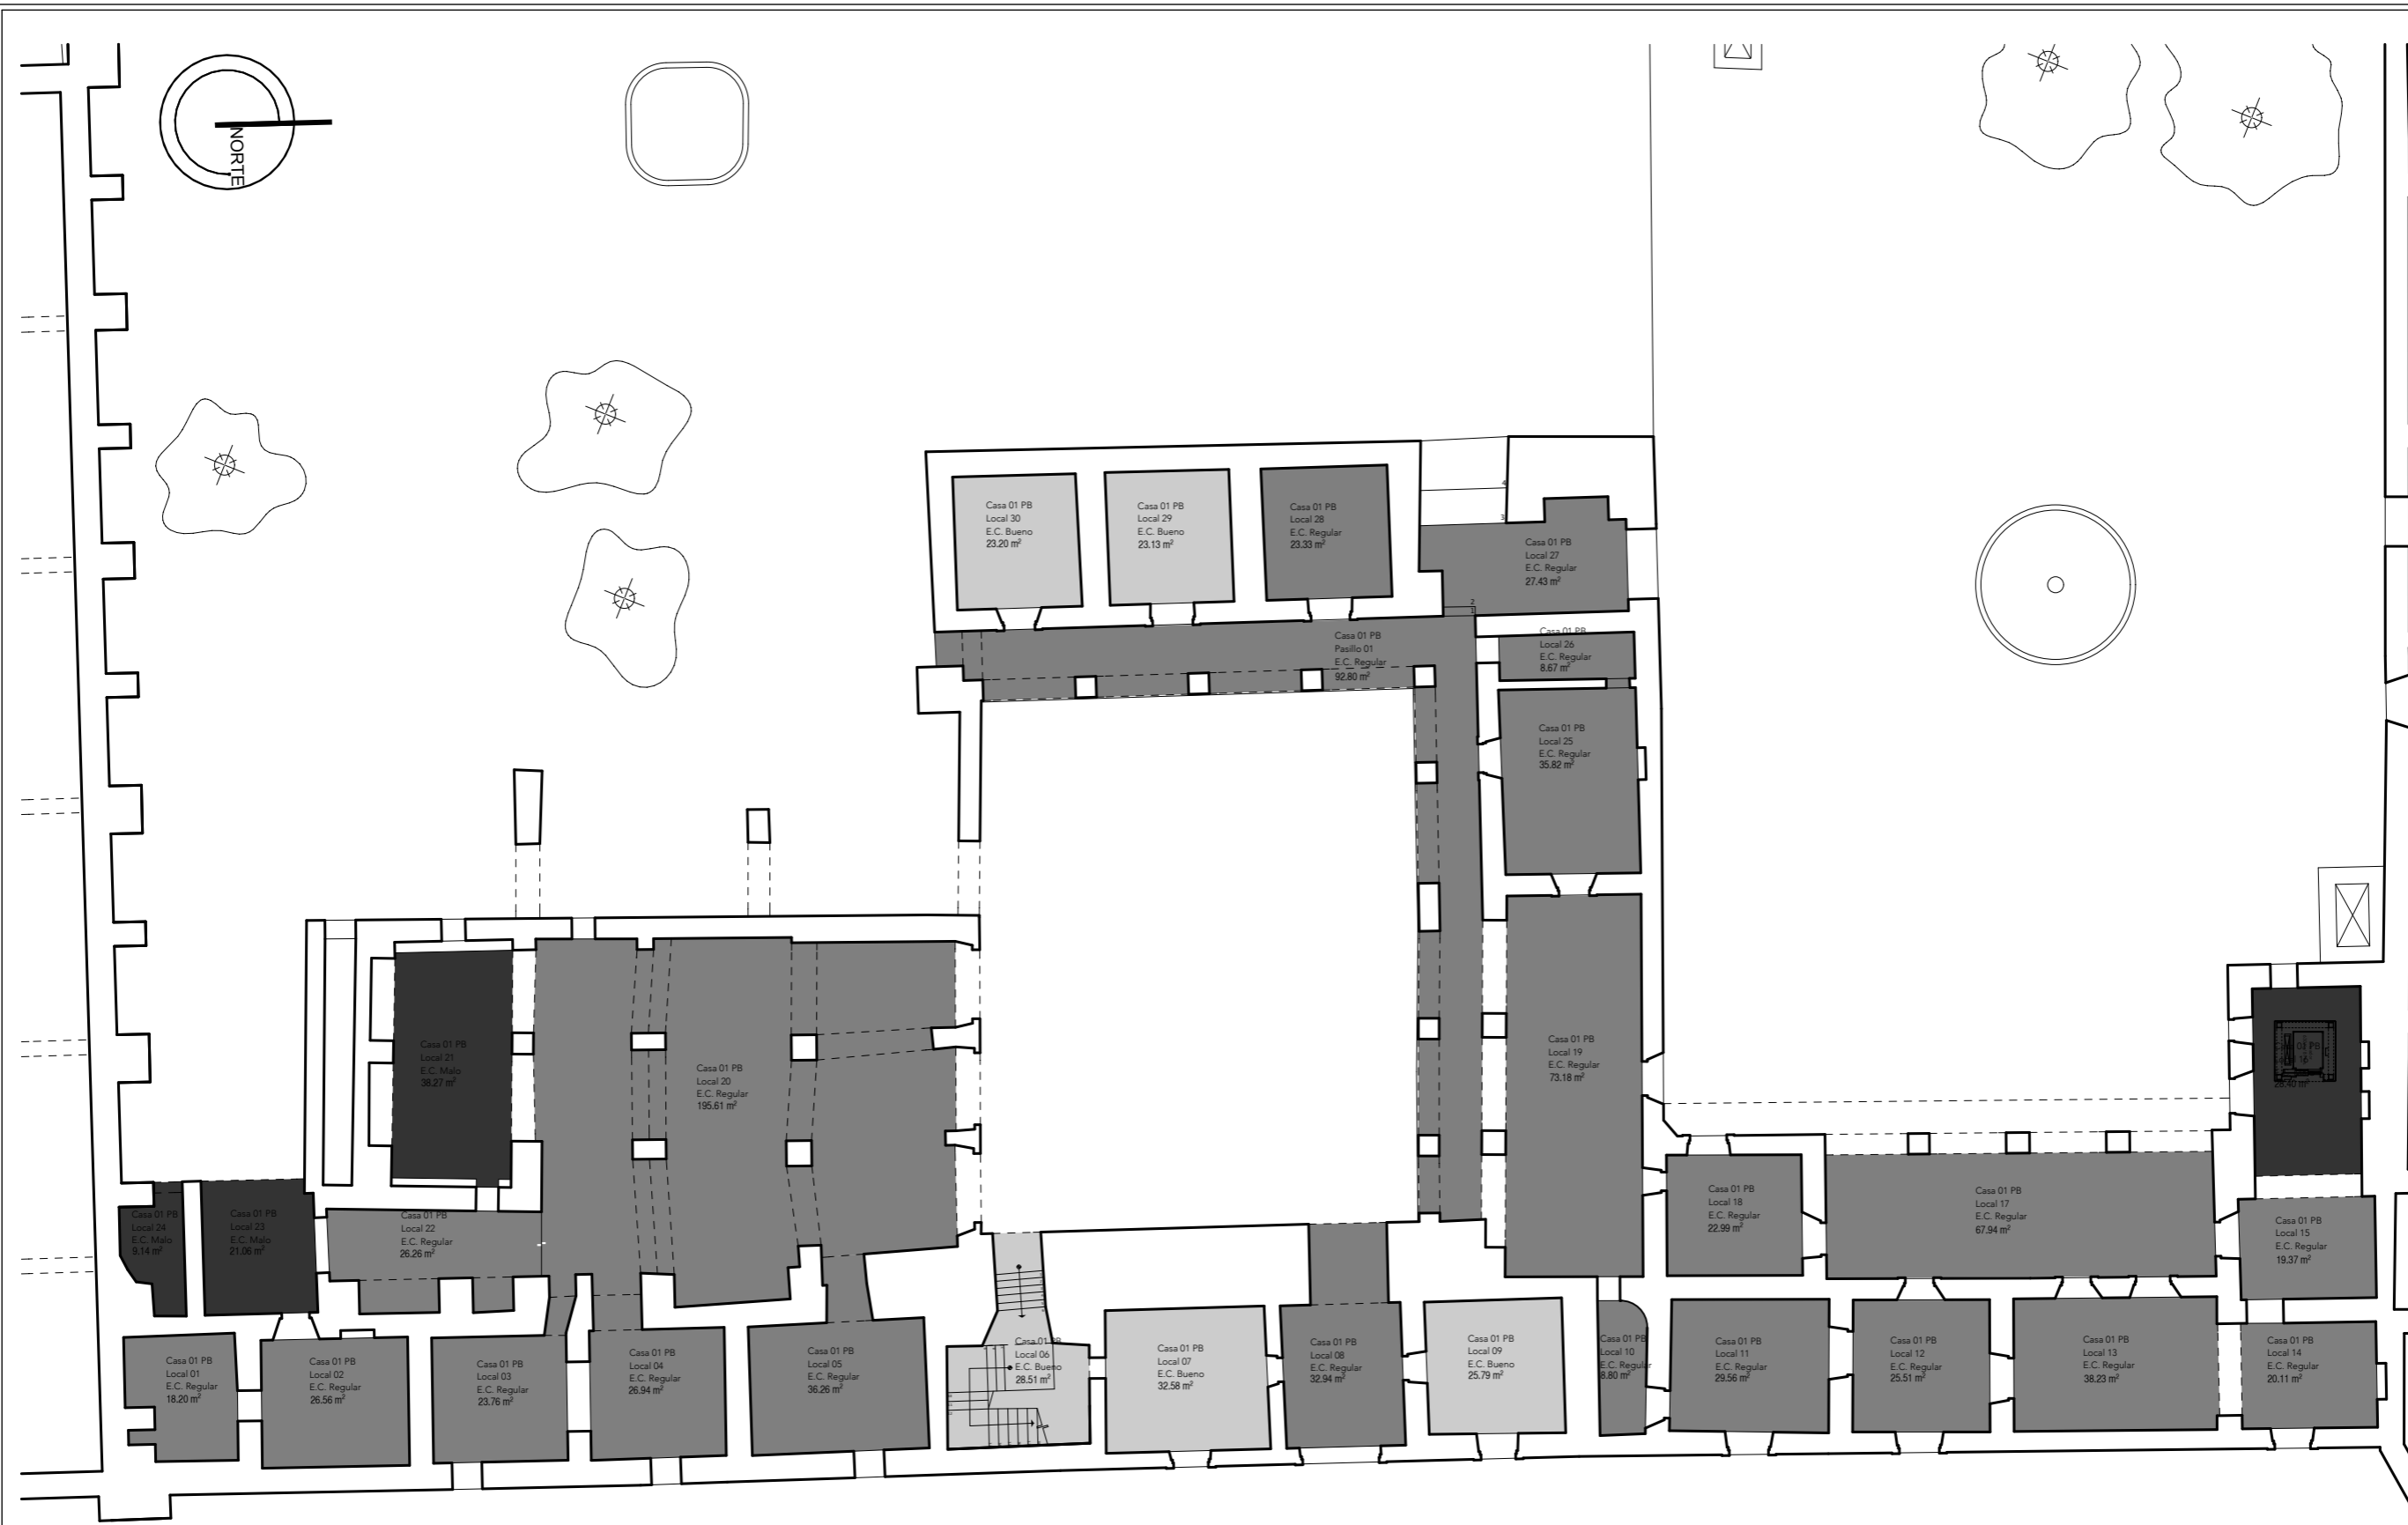 NORTE
Casa 01 PB
Local 30
E.C. Bueno
23.20 m²
Casa 01 PB
Local 29
E.C. Bueno
23.13 m²
Casa 01 PB
Local 28
E.C. Regular
23.33 m²
4
3
Casa 01 PB
Local 27
E.C. Regular
27.43 m²
2
1
Casa 01 PB
Pasillo 01
E.C. Regular
92.80 m²
Casa 01 PB
Local 26
E.C. Regular
8.67 m²
Casa 01 PB
Local 25
E.C. Regular
35.82 m²
Casa 01 PB
Local 21
E.C. Malo
38.27 m²
Casa 01 PB
Local 20
E.C. Regular
195.61 m²
Casa 01 PB
Local 19
E.C. Regular
73.18 m²
Casa 01 PB
Local 24
E.C. Malo
9.14 m²
Casa 01 PB
Local 23
E.C. Malo
21.06 m²
Casa 01 PB
Local 22
E.C. Regular
26.26 m²
Casa 01 PB
Local 18
E.C. Regular
22.99 m²
Casa 01 PB
Local 17
E.C. Regular
67.94 m²
Casa 01 PB
Local 15
E.C. Regular
19.37 m²
Casa 01 PB
Local 01
E.C. Regular
18.20 m²
Casa 01 PB
Local 02
E.C. Regular
26.56 m²
Casa 01 PB
Local 03
E.C. Regular
23.76 m²
Casa 01 PB
Local 04
E.C. Regular
26.94 m²
Casa 01 PB
Local 05
E.C. Regular
36.26 m²
Casa 01 PB
Local 06
E.C. Bueno
28.51 m²
Casa 01 PB
Local 07
E.C. Bueno
32.58 m²
Casa 01 PB
Local 08
E.C. Regular
32.94 m²
Casa 01 PB
Local 09
E.C. Bueno
25.79 m²
Casa 01 PB
Local 10
E.C. Regular
8.80 m²
Casa 01 PB
Local 11
E.C. Regular
29.56 m²
Casa 01 PB
Local 12
E.C. Regular
25.51 m²
Casa 01 PB
Local 13
E.C. Regular
38.23 m²
Casa 01 PB
Local 14
E.C. Regular
20.11 m²